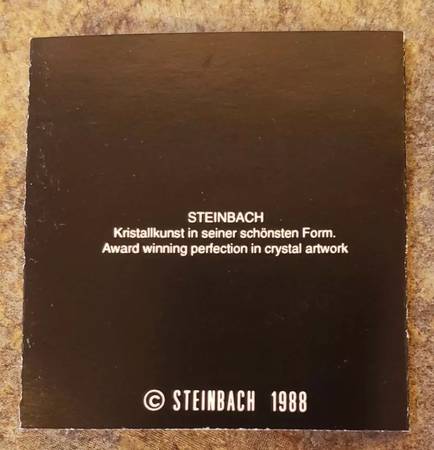 STEINBACH
Kristallkunst in seiner schönsten Form.
Award winning perfection in crystal artwork
© STEINBACH 1988